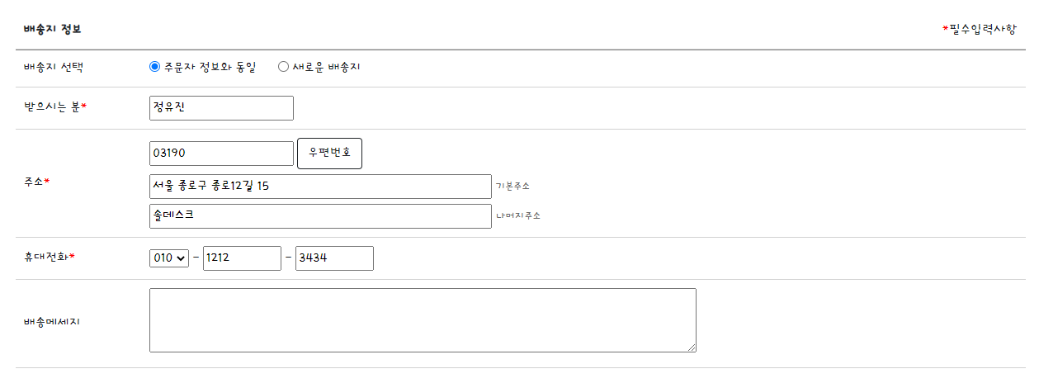 배송지 정보 *필수입력사항
배송지 선택 주문자 정보와 동일 새로운 배송지
받으시는 분* 정유진
03190 우편번호
주소* 서울 종로구 종로12길 15 기본주소
솔데스크 나머지주소
휴대전화* 010 - 1212 - 3434
배송메세지